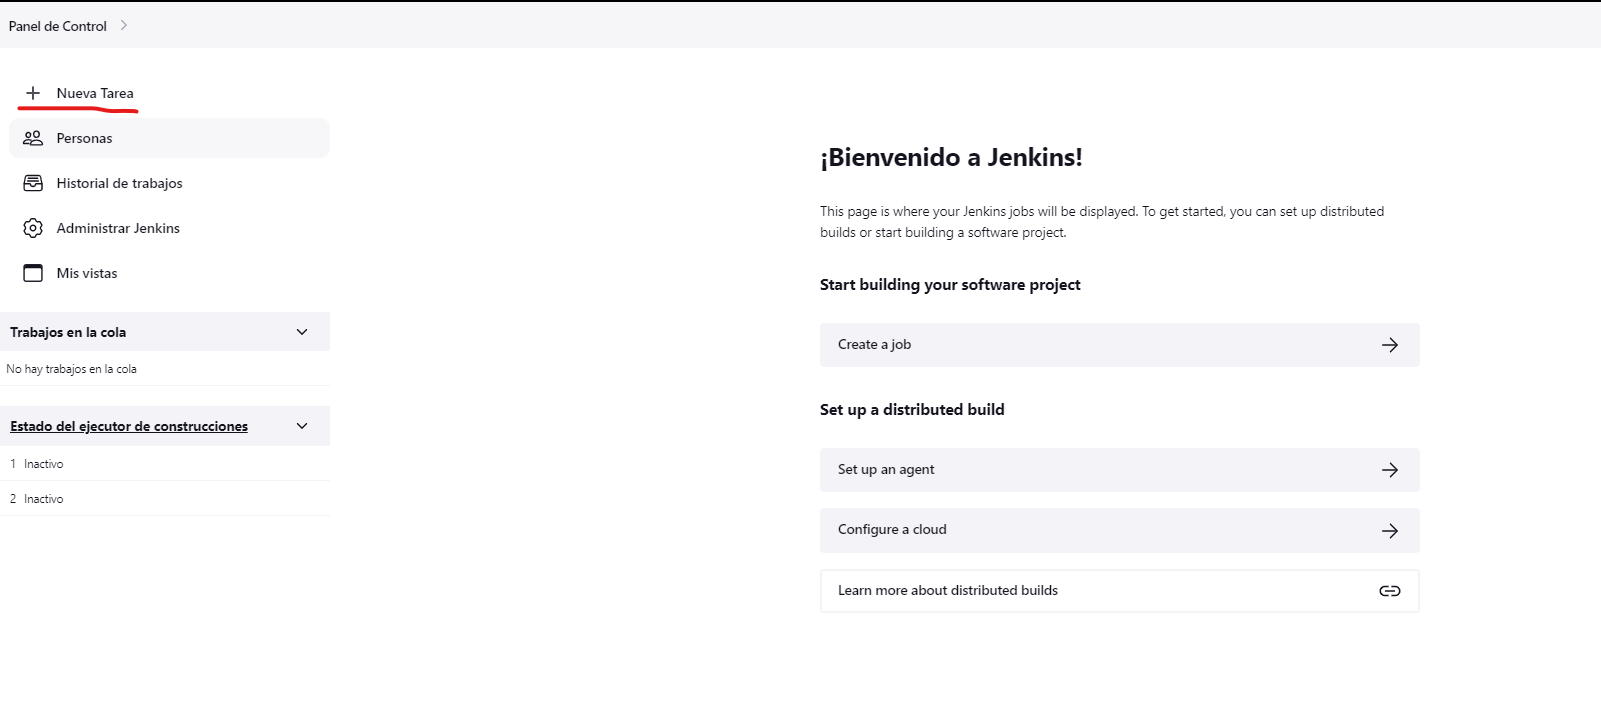 Panel de Control
Nueva Tarea
Personas
Historial de trabajos
Administrar Jenkins
Mis vistas
Trabajos en la cola
No hay trabajos en la cola
Estado del ejecutor de construcciones
1 Inactivo
2 Inactivo
¡Bienvenido a Jenkins!
This page is where your Jenkins jobs will be displayed. To get started, you can set up distributed
builds or start building a software project.
Start building your software project
Create a job
Set up a distributed build
Set up an agent
Configure a cloud
Learn more about distributed builds